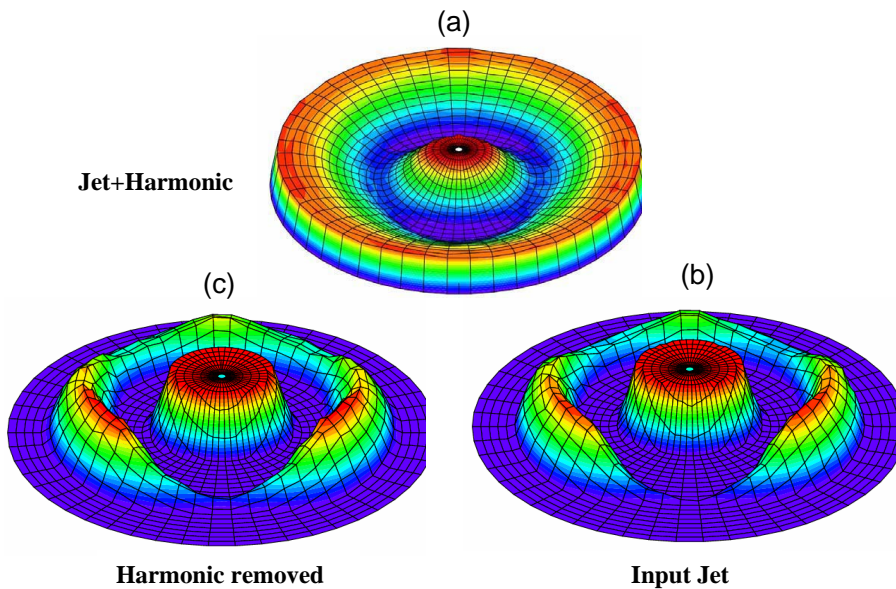 (a)
Jet+Harmonic
(c)
(b)
Harmonic removed
Input Jet